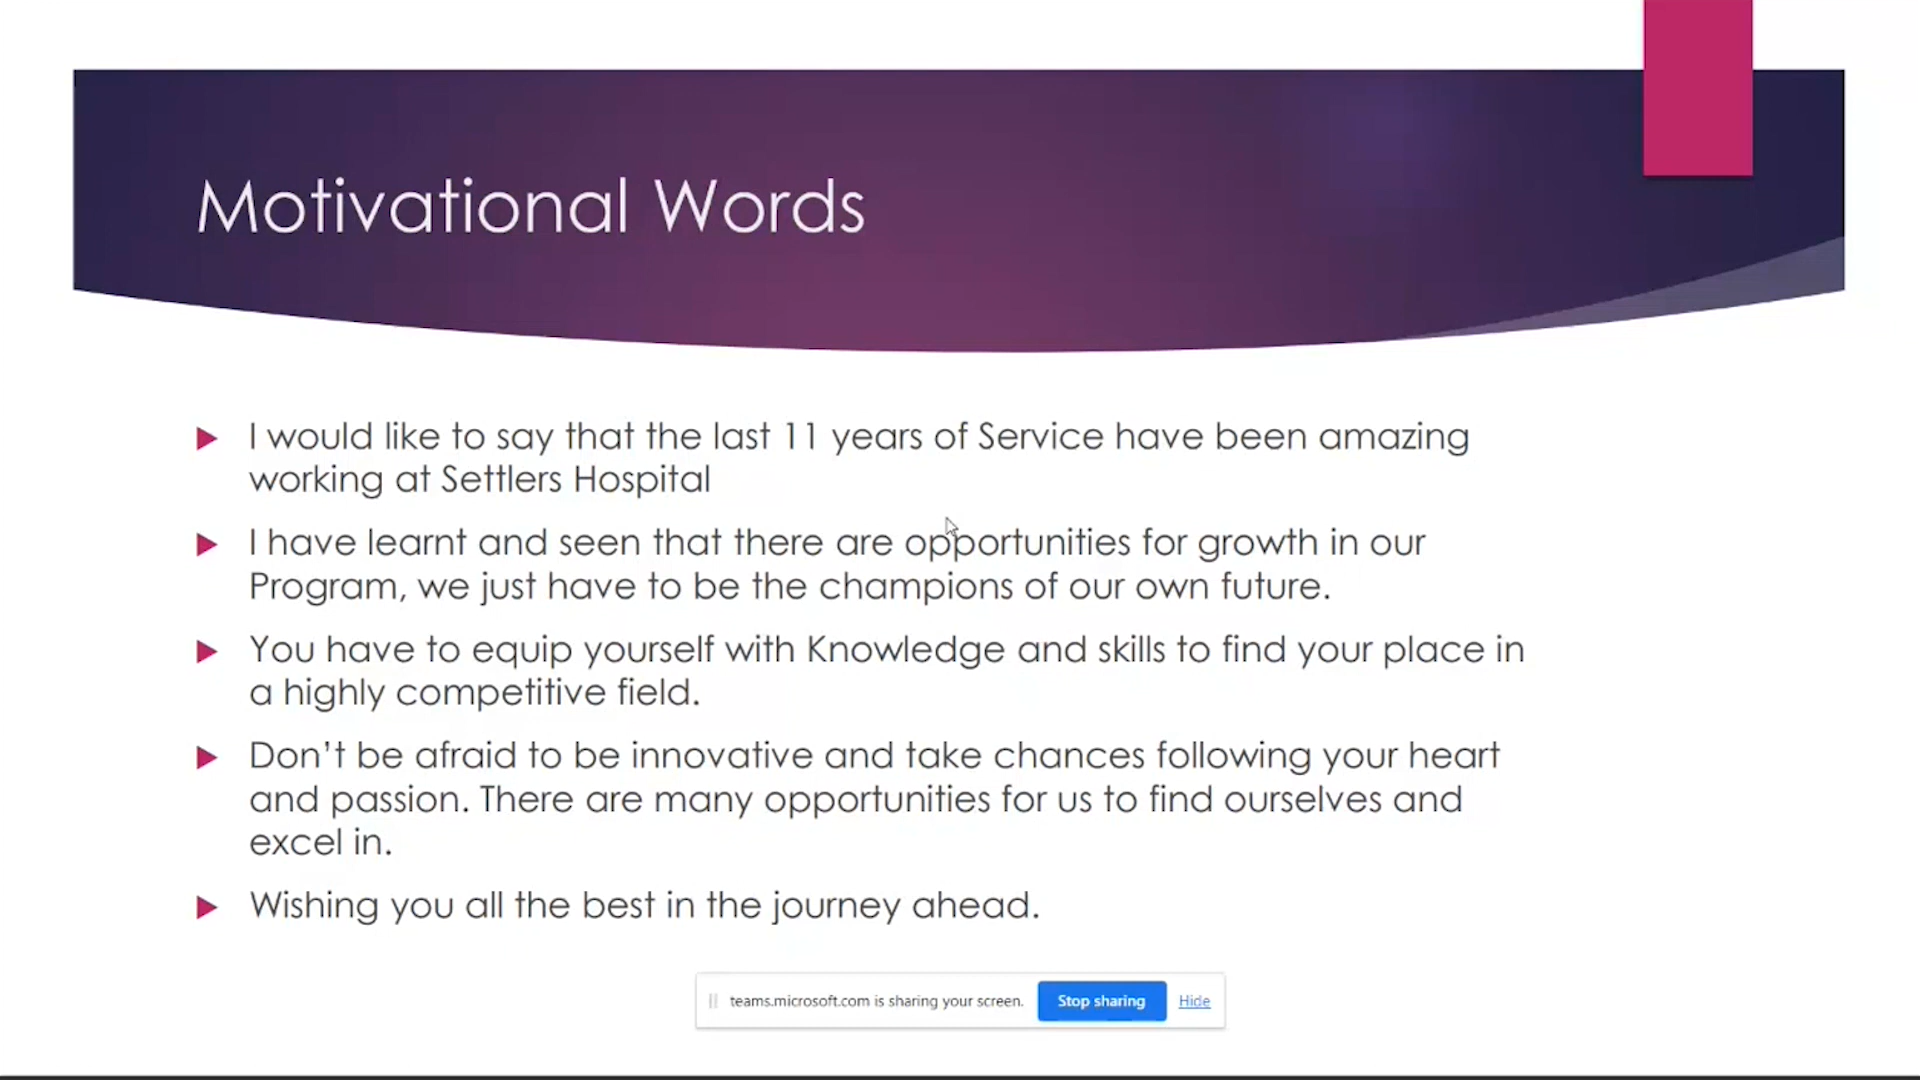 Motivational Words
I would like to say that the last 11 years of Service have been amazing
working at Settlers Hospital
I have learnt and seen that there are opportunities for growth in our
Program, we just have to be the champions of our own future.
You have to equip yourself with Knowledge and skills to find your place in
a highly competitive field.
Don’t be afraid to be innovative and take chances following your heart
and passion. There are many opportunities for us to find ourselves and
excel in.
Wishing you all the best in the journey ahead.
teams.microsoft.com is sharing your screen. Stop sharing Hide